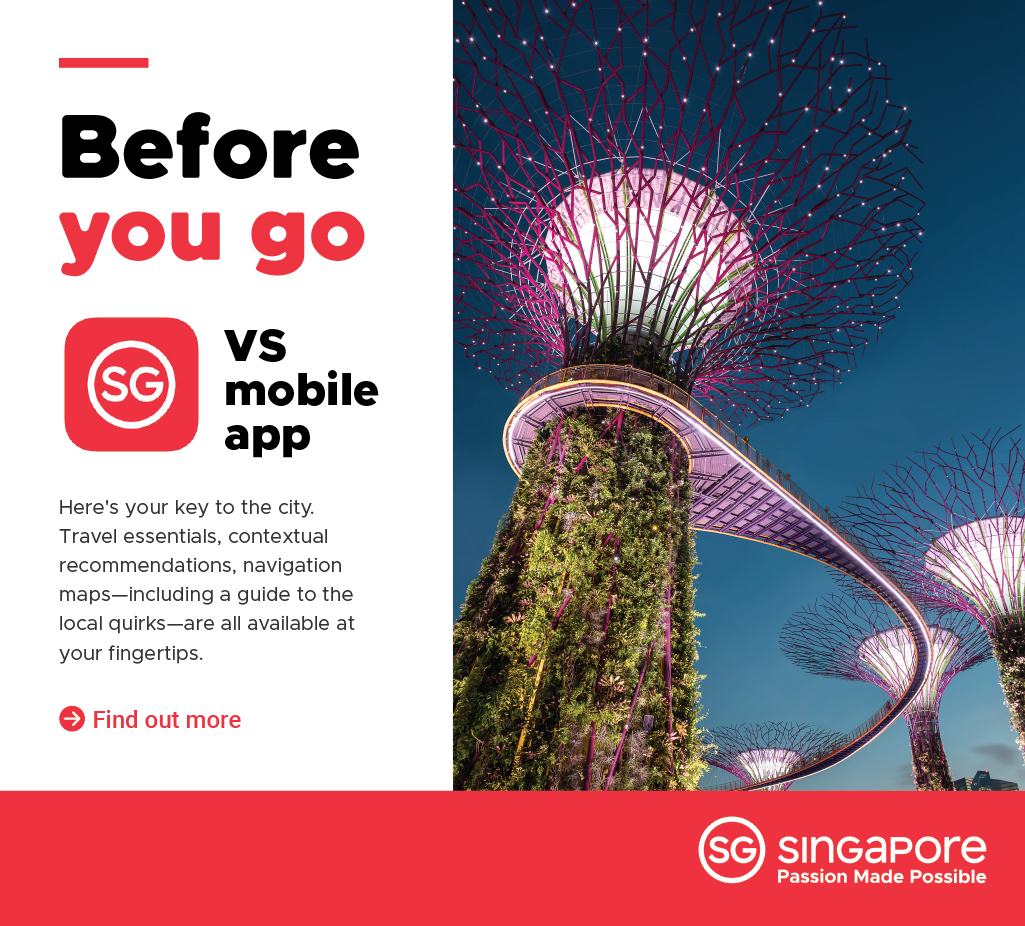 Before
you go
SG
VS
mobile
app
Here's your key to the city.
Travel essentials, contextual
recommendations, navigation
maps—including a guide to the
local quirks—are all available at
your fingertips.
Find out more
SG SINGAPORE
Passion Made Possible